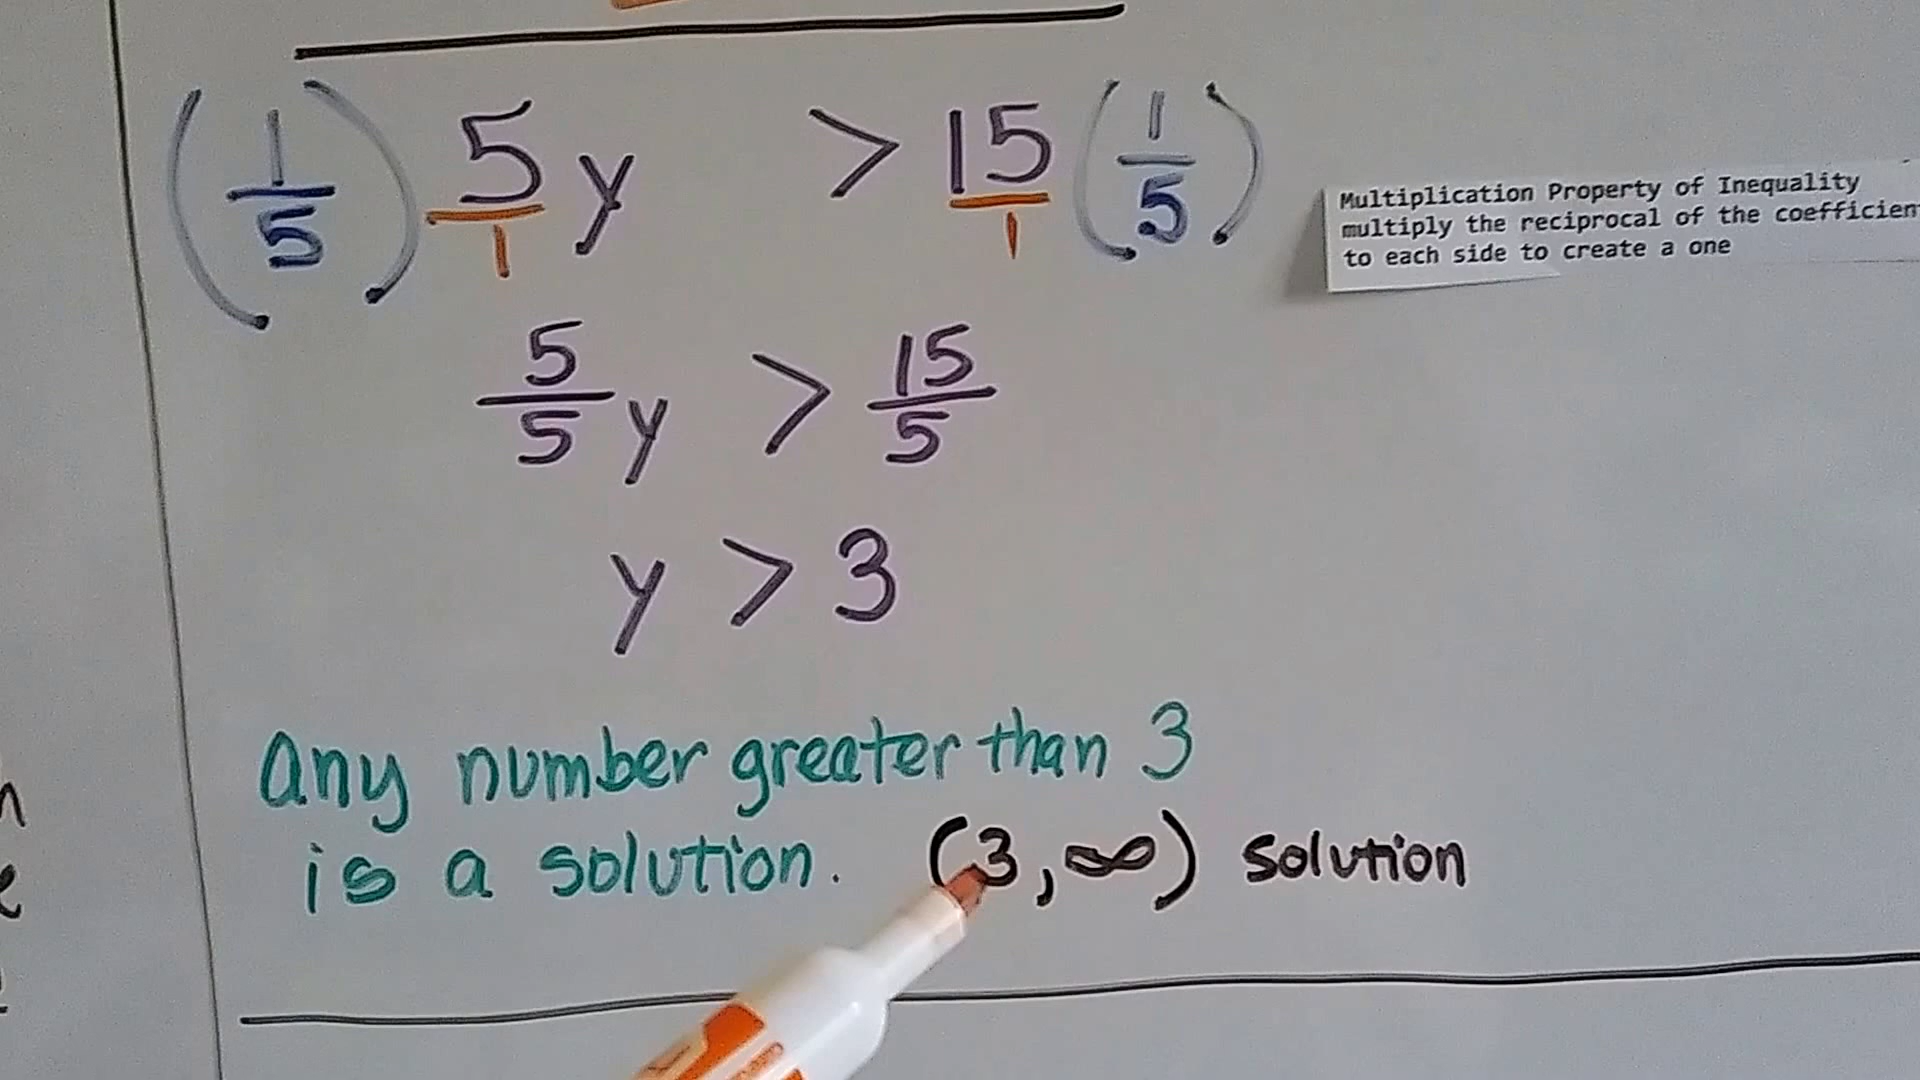 (1/5) 5/1 y > 15/1 (1/5)
Multiplication Property of Inequality
multiply the reciprocal of the
to each side to create a one
5/5 y > 15/5
y > 3
any number greater than 3
is a solution. (3, ∞) solution